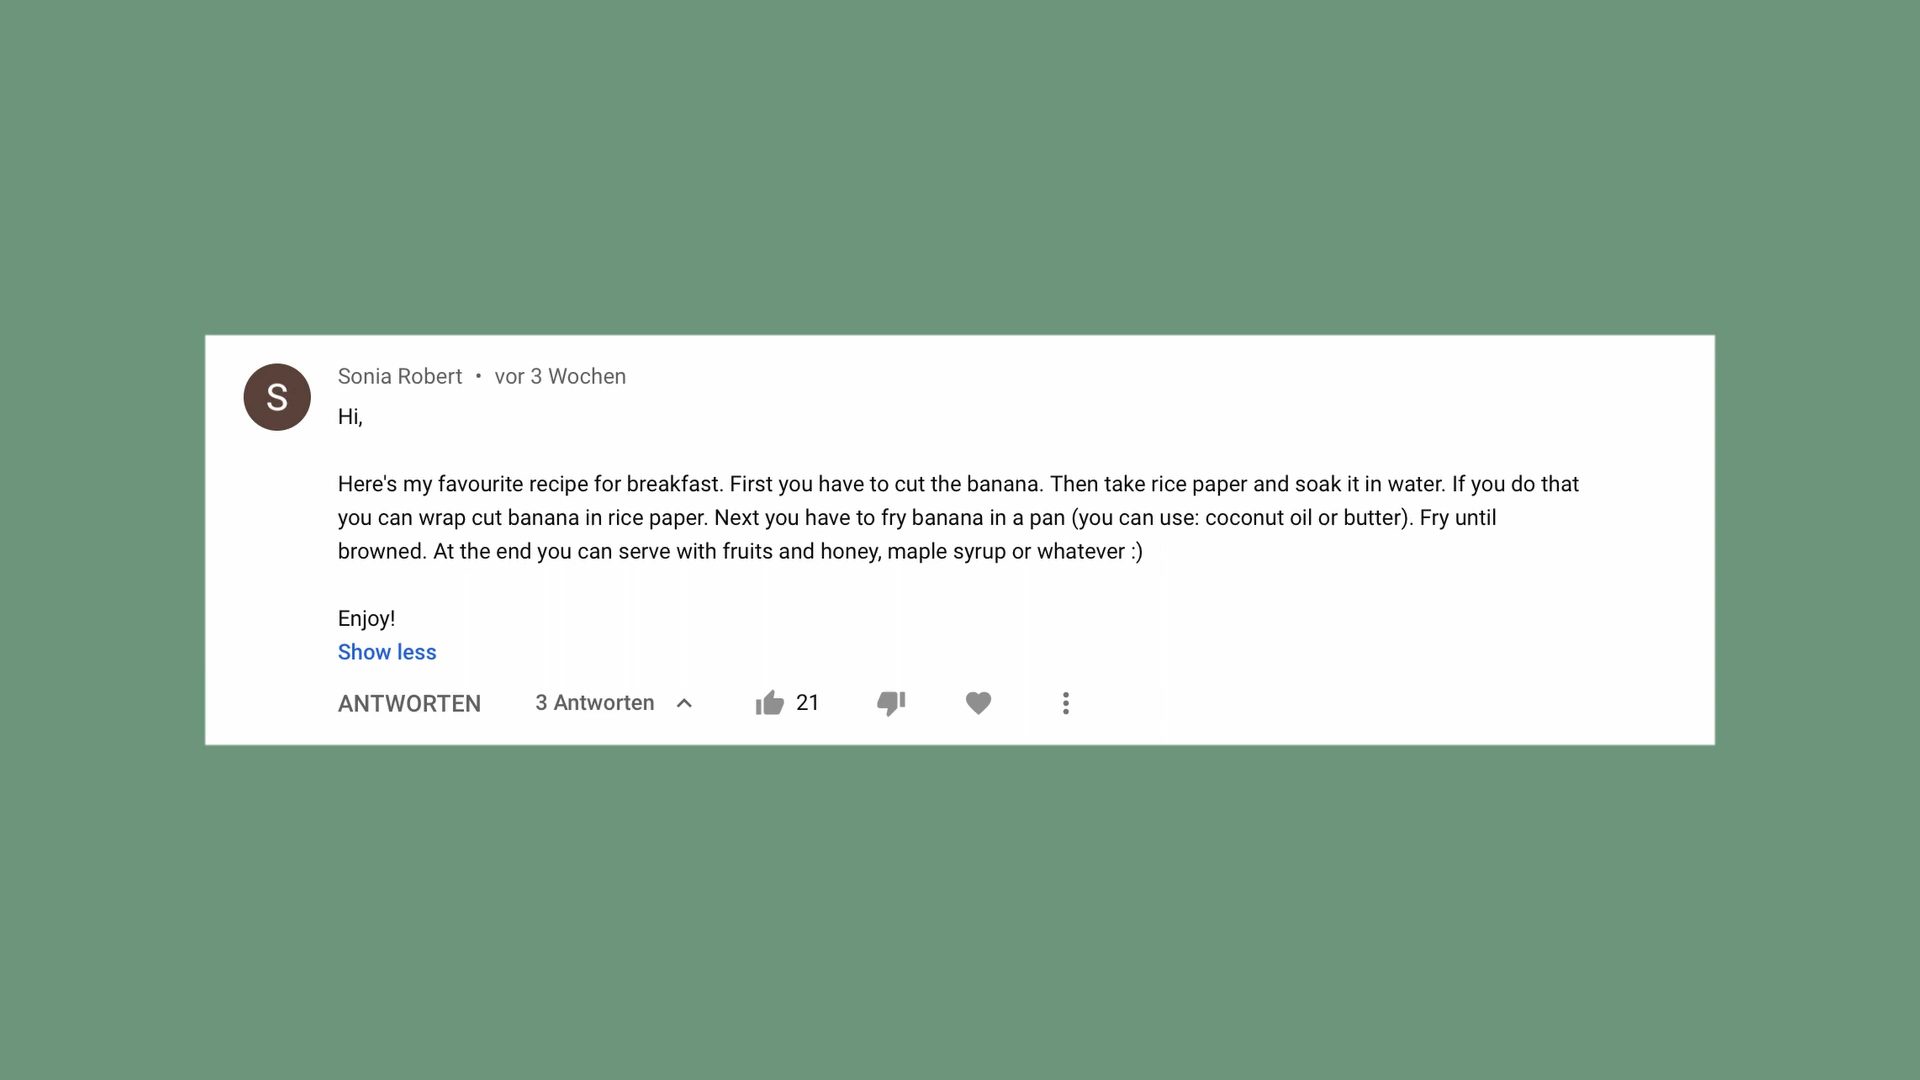 S
Sonia Robert • vor 3 Wochen
Hi,
Here's my favourite recipe for breakfast. First you have to cut the banana. Then take rice paper and soak it in water. If you do that
you can wrap cut banana in rice paper. Next you have to fry banana in a pan (you can use: coconut oil or butter). Fry until
browned. At the end you can serve with fruits and honey, maple syrup or whatever :)
Enjoy!
Show less
ANTWORTEN 3 Antworten 21